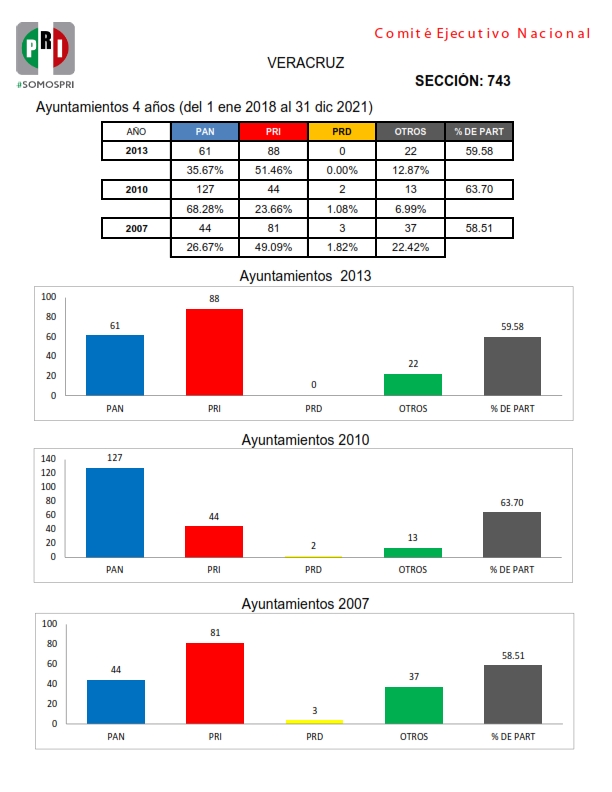 Comité Ejecutivo Nacional
PRI
#SOMOSPRI
VERACRUZ
SECCIÓN: 743
Ayuntamientos 4 años (del 1 ene 2018 al 31 dic 2021)
AÑO PAN PRI PRD OTROS % DE PART
2013 61 88 0 22 59.58
35.67% 51.46% 0.00% 12.87%
2010 127 44 2 13 63.70
68.28% 23.66% 1.08% 6.99%
2007 44 81 3 37 58.51
26.67% 49.09% 1.82% 22.42%
Ayuntamientos 2013
100
80
60
40
20
0
61 88 0 22 59.58
PAN PRI PRD OTROS % DE PART
Ayuntamientos 2010
140
120
100
80
60
40
20
0
127 44 2 13 63.70
PAN PRI PRD OTROS % DE PART
Ayuntamientos 2007
100
80
60
40
20
0
44 81 3 37 58.51
PAN PRI PRD OTROS % DE PART